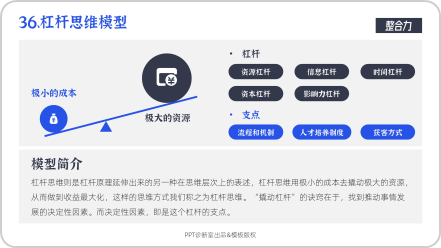 36.杠杆思维模型
整合力
极小的成本
极大的资源
• 杠杆
资源杠杆 信息杠杆 时间杠杆
资本杠杆 影响力杠杆
• 支点
流程和机制 人才培养制度 获客方式
模型简介
杠杆思维则是杠杆原理延伸出来的另一种在思维层次上的表述，杠杆思维用极小的成本去撬动极大的资源，
从而做到收益最大化，这样的思维方式我们称之为杠杆思维。“撬动杠杆”的诀窍在于，找到推动事情发
展的决定性因素。而决定性因素，即是这个杠杆的支点。
PPT@新室出品&模板版权